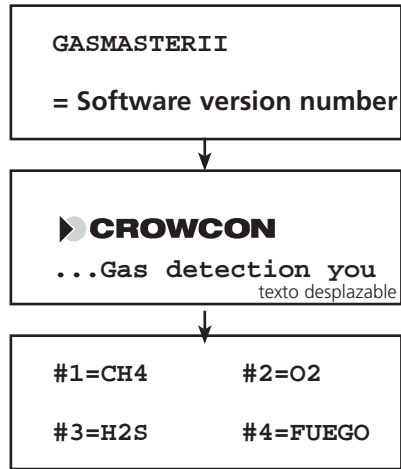 GASMASTERII
= Software version number
CROWCON
...Gas detection you
texto desplazable
#1=CH4 #2=O2
#3=H2S #4=FUEGO